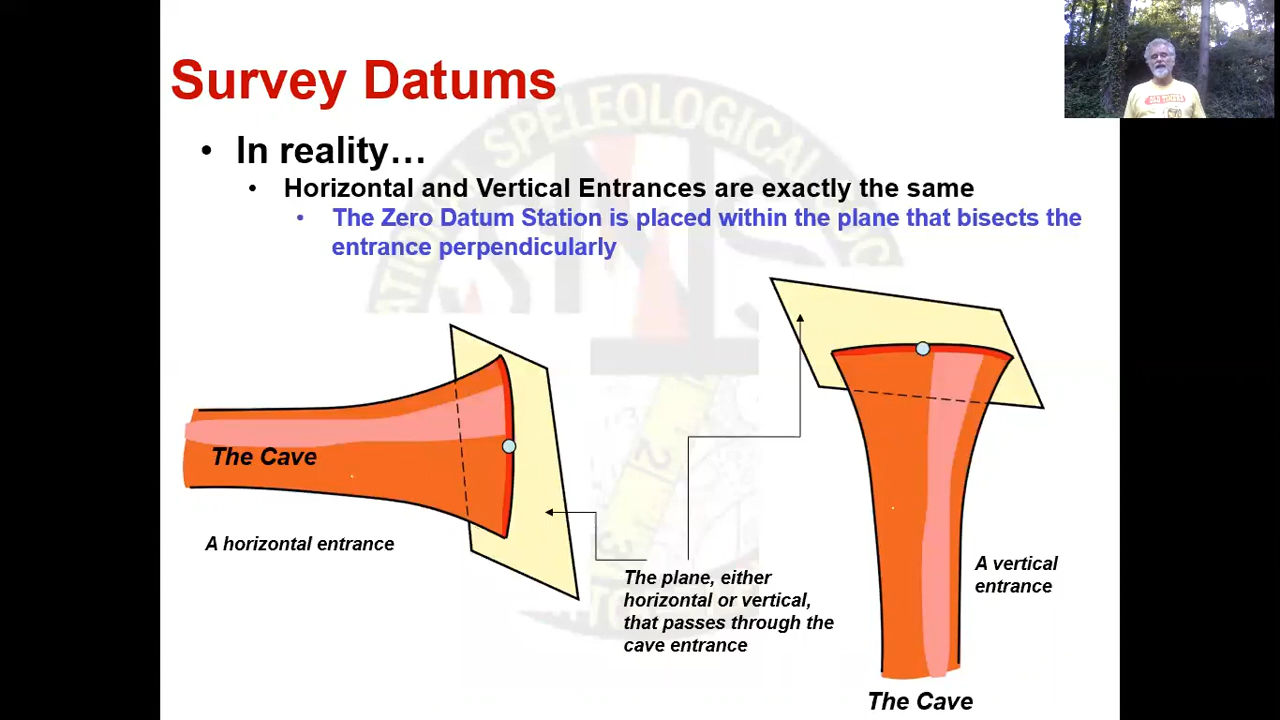 Survey Datums
• In reality…
• Horizontal and Vertical Entrances are exactly the same
• The Zero Datum Station is placed within the plane that bisects the
entrance perpendicularly
The Cave
A horizontal entrance
The plane, either
horizontal or vertical,
that passes through the
cave entrance
A vertical
entrance
The Cave